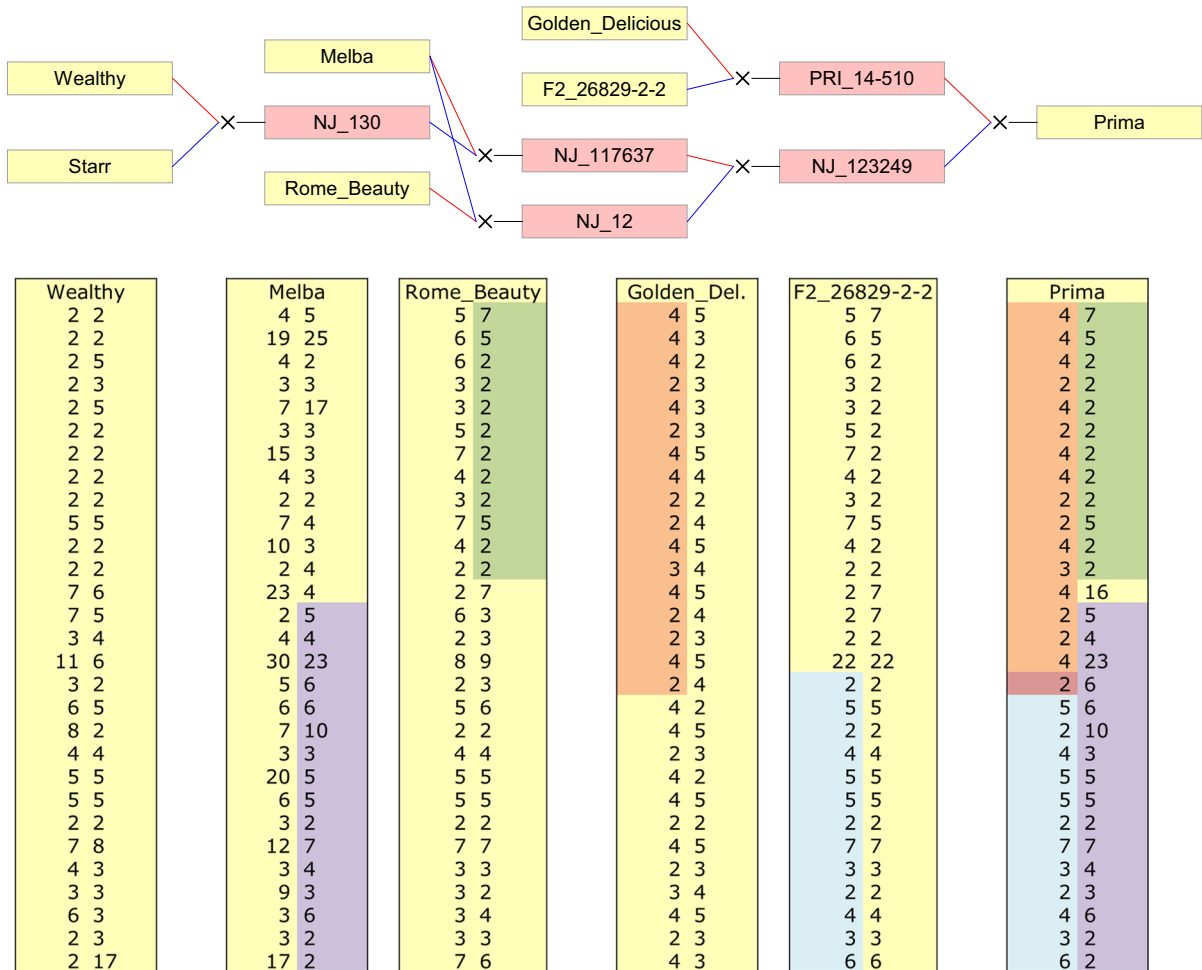 Golden_Delicious
Melba
Wealthy
F2_26829-2-2
PRI_14-510
NJ_130
Prima
Starr
NJ_117637
NJ_123249
Rome_Beauty
NJ_12
Wealthy Melba Rome_Beauty Golden_Del. F2_26829-2-2 Prima
2 2 4 5 5 7 4 5 5 7 4 7
2 2 19 25 6 5 4 3 6 5 4 5
2 5 4 2 6 2 4 2 6 2 4 2
2 3 3 3 3 2 2 3 3 2 2 2
2 5 7 17 3 2 4 3 3 2 4 2
2 2 3 3 5 2 2 3 5 2 2 2
2 2 15 3 7 2 4 5 7 2 4 2
2 2 4 3 4 2 4 4 4 2 4 2
2 2 2 2 3 2 2 2 3 2 2 2
5 5 7 4 7 5 2 4 7 5 2 5
2 2 10 3 4 2 4 5 4 2 4 2
2 2 2 4 2 2 3 4 2 2 3 2
7 6 23 4 2 7 4 5 2 7 4 16
7 5 2 5 6 3 2 4 2 7 2 5
3 4 4 4 2 3 2 3 2 2 2 4
11 6 30 23 8 9 4 5 22 22 4 23
3 2 5 6 2 3 2 4 2 2 2 6
6 5 6 6 5 6 4 2 5 5 5 6
8 2 7 10 2 2 4 5 2 2 2 10
4 4 3 3 4 4 2 3 4 4 4 3
5 5 20 5 5 5 4 2 5 5 5 5
5 5 6 5 5 5 4 5 5 5 5 5
2 2 3 2 2 2 2 2 2 2 2 2
7 8 12 7 7 7 4 5 7 7 7 7
4 3 3 4 3 3 2 3 3 3 3 4
3 3 9 3 3 2 3 4 2 2 2 3
6 3 3 6 3 4 4 5 4 4 4 6
2 3 3 2 3 3 2 3 3 3 3 2
2 17 17 2 7 6 4 3 6 6 6 2